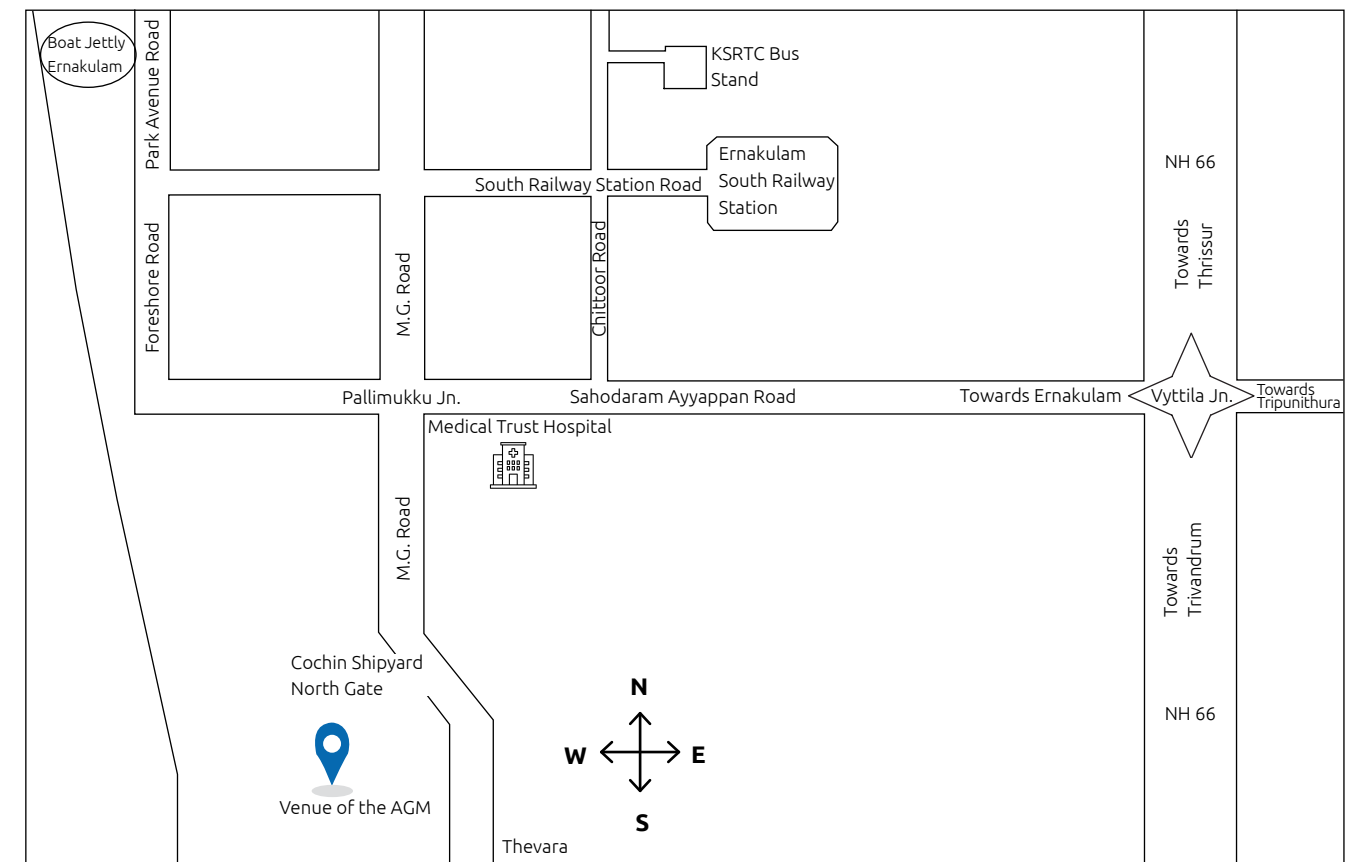 Boat Jettly
Ernakulam
Park Avenue Road
KSRTC Bus
Stand
Ernakulam
South Railway
Station
South Railway Station Road
NH 66
Towards
Thrissur
Foreshore Road
M.G. Road
Chittoor Road
Pallimukku Jn.
Sahodaram Ayyappan Road
Towards Ernakulam
Vyttila Jn.
Towards
Tripunithura
Medical Trust Hospital
M.G. Road
Towards
Trivandrum
Cochin Shipyard
North Gate
N
W
E
S
NH 66
Venue of the AGM
Thevara